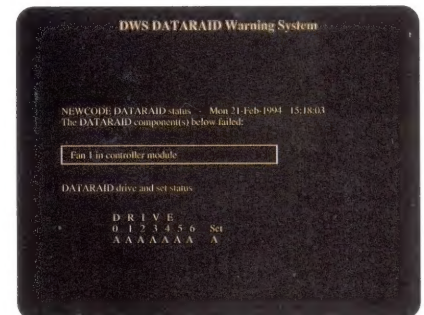 DWS DATARAID Warning System
NEWCODE DATARAID status - Mon 21-Feb-1994 15:18:03
The DATARAID component(s) below failed:
Fan 1 in controller module
DATARAID drive and set status
D R I V E
0 1 2 3 4 5 6 Set
A A A A A A A A